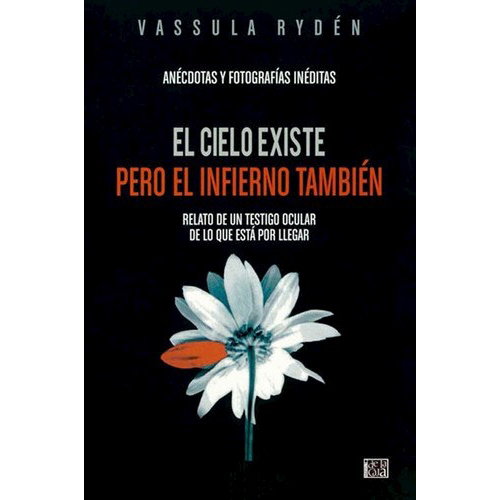 VASSULA RYDÉN
ANÉCDOTAS Y FOTOGRAFÍAS INÉDITAS
EL CIELO EXISTE
PERO EL INFIERNO TAMBIÉN
RELATO DE UN TESTIGO OCULAR
DE LO QUE ESTÁ POR LLEGAR